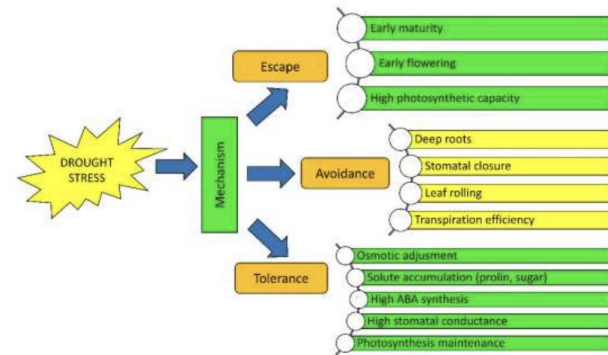 DROUGHT
STRESS
Mechanism
Escape
Early maturity
Early flowering
High photosynthetic capacity
Avoidance
Deep roots
Stomatal closure
Leaf rolling
Transpiration efficiency
Tolerance
Osmotic adjusment
Solute accumulation (prolin, sugar)
High ABA synthesis
High stomatal conductance
Photosynthesis maintenance